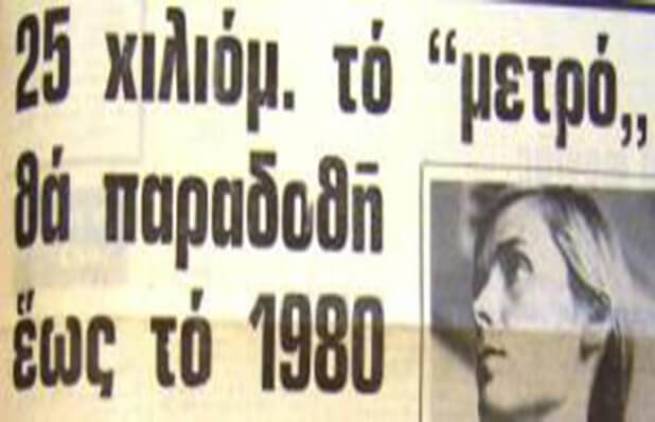 25 χιλιόμ. τό “μετρό„
θά παραδοθῆ
ἕως τό 1980